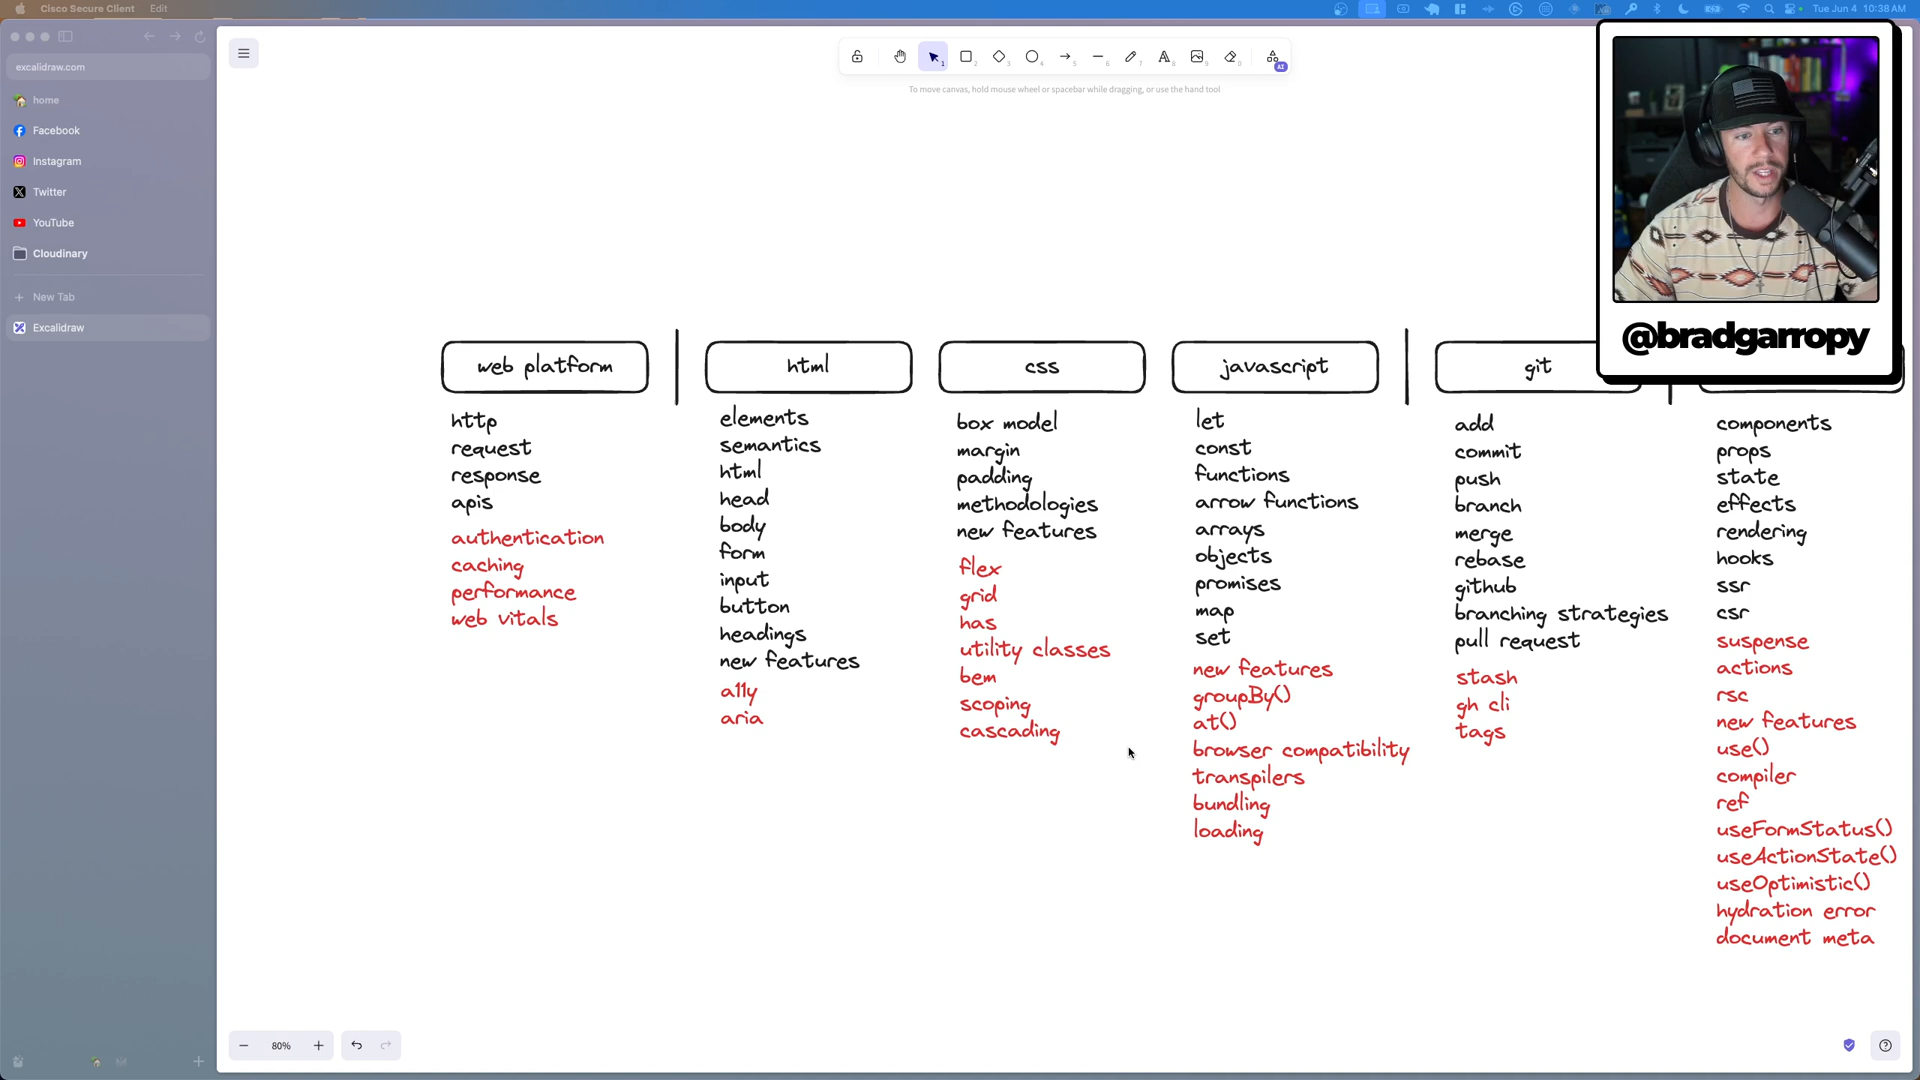 Cisco Secure Client Edit
Tue Jun 4 10:38 AM
excalidraw.com
home
Facebook
Instagram
Twitter
YouTube
Cloudinary
New Tab
Excalidraw
To move canvas, hold mouse wheel or spacebar while dragging, or use the hand tool
AI
@bradgarropy
web platform
http
request
response
apis
authentication
caching
performance
web vitals
html
elements
semantics
html
head
body
form
input
button
headings
new features
a11y
aria
css
box model
margin
padding
methodologies
new features
flex
grid
has
utility classes
bem
scoping
cascading
javascript
let
const
functions
arrow functions
arrays
objects
promises
map
set
new features
groupBy()
at()
browser compatibility
transpilers
bundling
loading
git
add
commit
push
branch
merge
rebase
github
branching strategies
pull request
stash
gh cli
tags
components
props
state
effects
rendering
hooks
ssr
csr
suspense
actions
rsc
new features
use()
compiler
ref
useFormStatus()
useActionState()
useOptimistic()
hydration error
document meta
80%